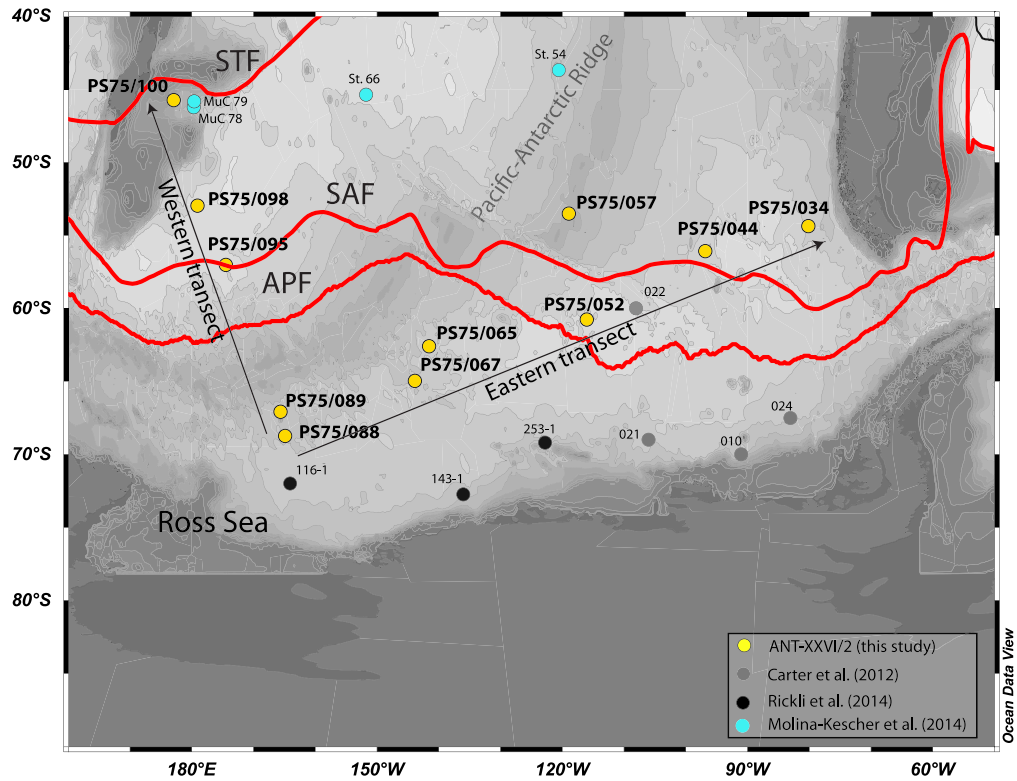 40°S
STF
St. 54
PS75/100
St. 66
MuC 79
MuC 78
50°S
Pacific-Antarctic Ridge
PS75/098
SAF
PS75/057
PS75/034
PS75/044
PS75/095
Western transect
APF
60°S
022
PS75/052
PS75/065
PS75/067
Eastern transect
PS75/089
PS75/088
024
253-1
021
010
70°S
116-1
143-1
Ross Sea
80°S
ANT-XXVI/2 (this study)
Carter et al. (2012)
Rickli et al. (2014)
Molina-Kescher et al. (2014)
Ocean Data View
180°E
150°W
120°W
90°W
60°W